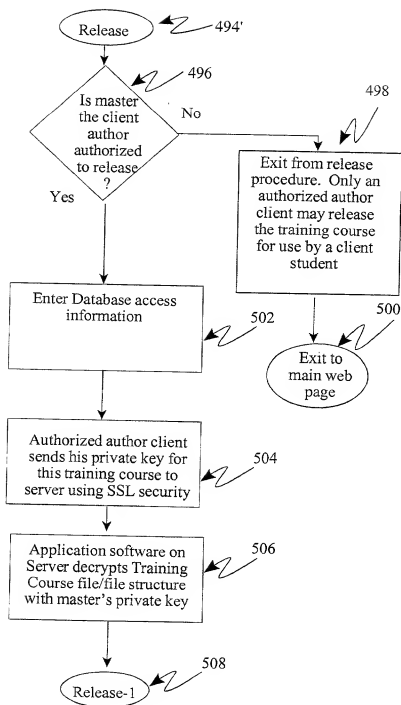 Release
494'
496
Is master
the client
author
authorized
to release
?
No
Yes
498
Exit from release
procedure. Only an
authorized author
client may release
the training course
for use by a client
student
Enter Database access
information
502
500
Exit to
main web
page
Authorized author client
sends his private key for
this training course to
server using SSL security
504
Application software on
Server decrypts Training
Course file/file structure
with master's private key
506
Release-1
508